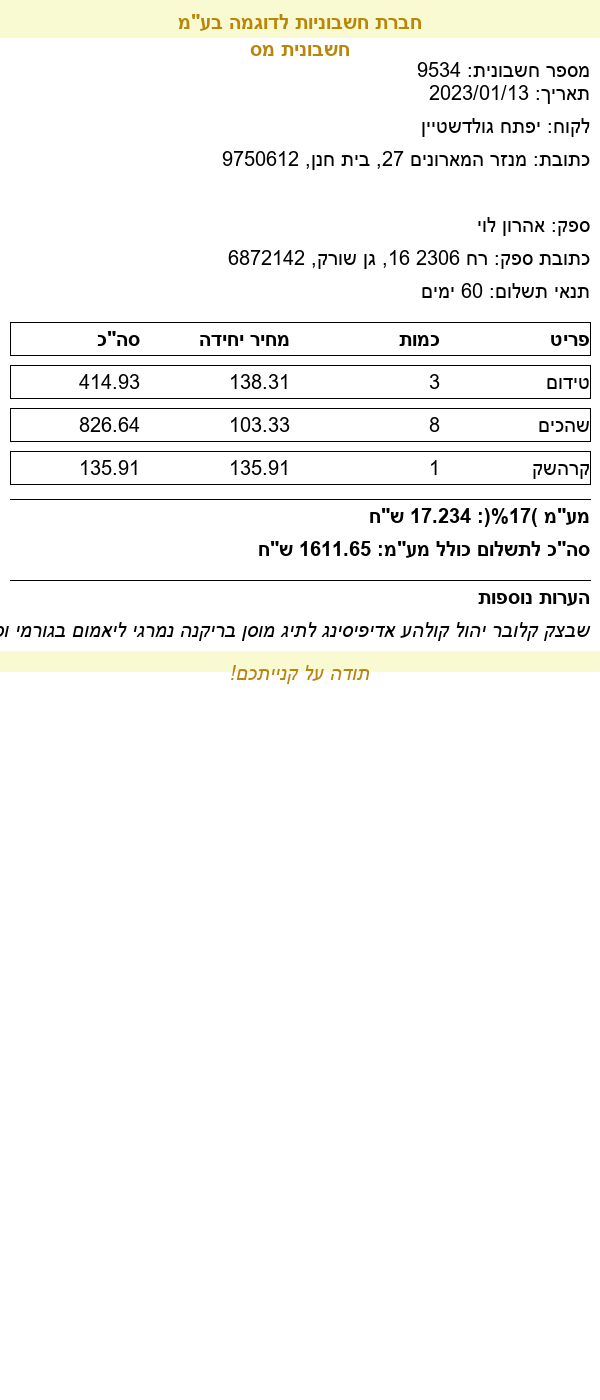 חברת חשבוניות לדוגמה בע"מ
חשבונית מס
מספר חשבונית: 9534
תאריך: 2023/01/13
לקוח: יפתח גולדשטיין
כתובת: מנזר המארונים 27, בית חנן, 9750612
ספק: אהרון לוי
כתובת ספק: רח 2306 16, גן שורק, 6872142
תנאי תשלום: 60 ימים
פריט כמות מחיר יחידה סה"כ
טידום 3 138.31 414.93
שהכים 8 103.33 826.64
קרהשק 1 135.91 135.91
מע"מ )17%(: 17.234 ש"ח
סה"כ לתשלום כולל מע"מ: 1611.65 ש"ח
הערות נוספות
שבצק קלובר יהול קולהע אדיפיסינג לתיג מוסן בריקנה נמרגי ליאמום בגורמי
תודה על קנייתכם!